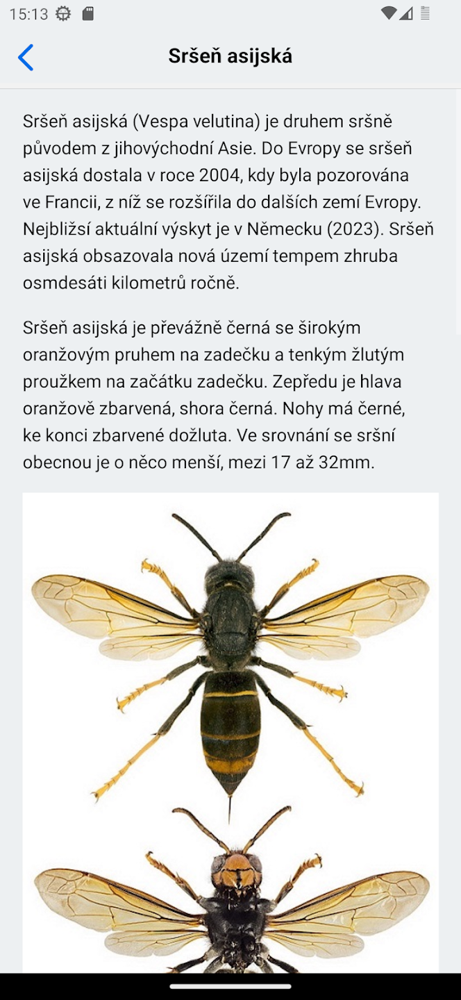 15:13
Sršeň asijská
Sršeň asijská (Vespa velutina) je druhem sršně
původem z jihovýchodní Asie. Do Evropy se sršeň
asijská dostala v roce 2004, kdy byla pozorována
ve Francii, z níž se rozšířila do dalších zemí Evropy.
Nejbližsí aktuální výskyt je v Německu (2023). Sršeň
asijská obsazovala nová území tempem zhruba
osmdesáti kilometrů ročně.
Sršeň asijská je převážně černá se širokým
oranžovým pruhem na zadečku a tenkým žlutým
proužkem na začátku zadečku. Zepředu je hlava
oranžově zbarvená, shora černá. Nohy má černé,
ke konci zbarvené dožluta. Ve srovnání se sršní
obecnou je o něco menší, mezi 17 až 32mm.